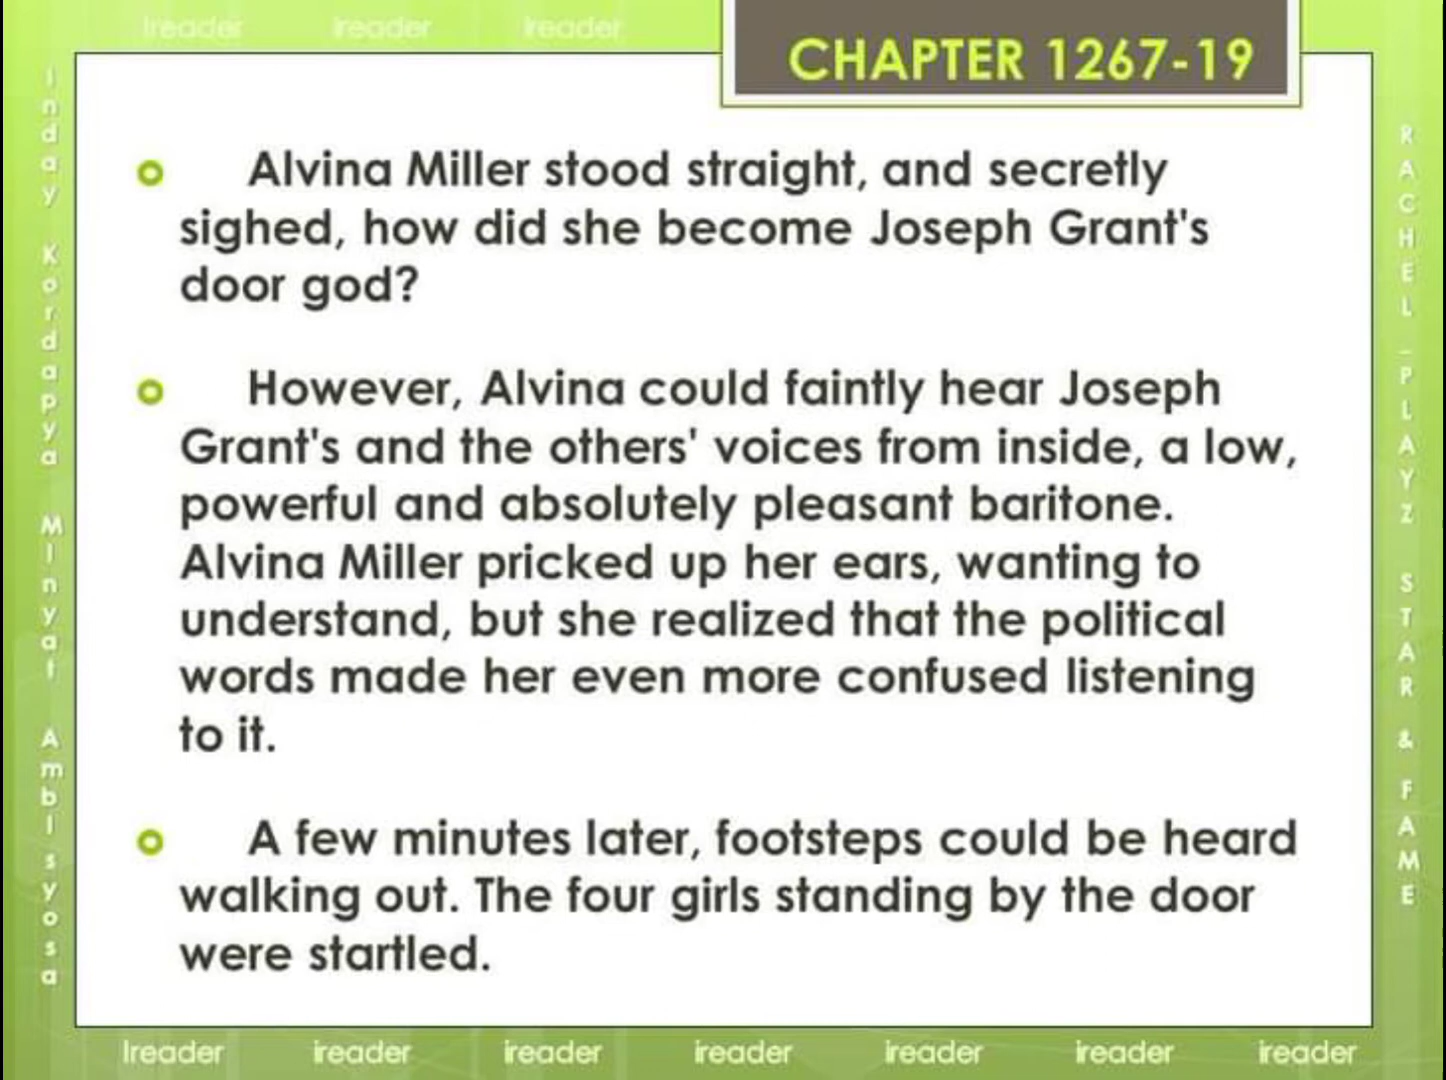 Ireader ireader ireader
CHAPTER 1267-19
Alvina Miller stood straight, and secretly
sighed, how did she become Joseph Grant's
door god?
However, Alvina could faintly hear Joseph
Grant's and the others' voices from inside, a low,
powerful and absolutely pleasant baritone.
Alvina Miller pricked up her ears, wanting to
understand, but she realized that the political
words made her even more confused listening
to it.
A few minutes later, footsteps could be heard
walking out. The four girls standing by the door
were startled.
Inday Kordapya Minyat Amblsyosa
RACHEL_PLAYZ STAR & FAME
Ireader ireader ireader ireader ireader ireader ireader